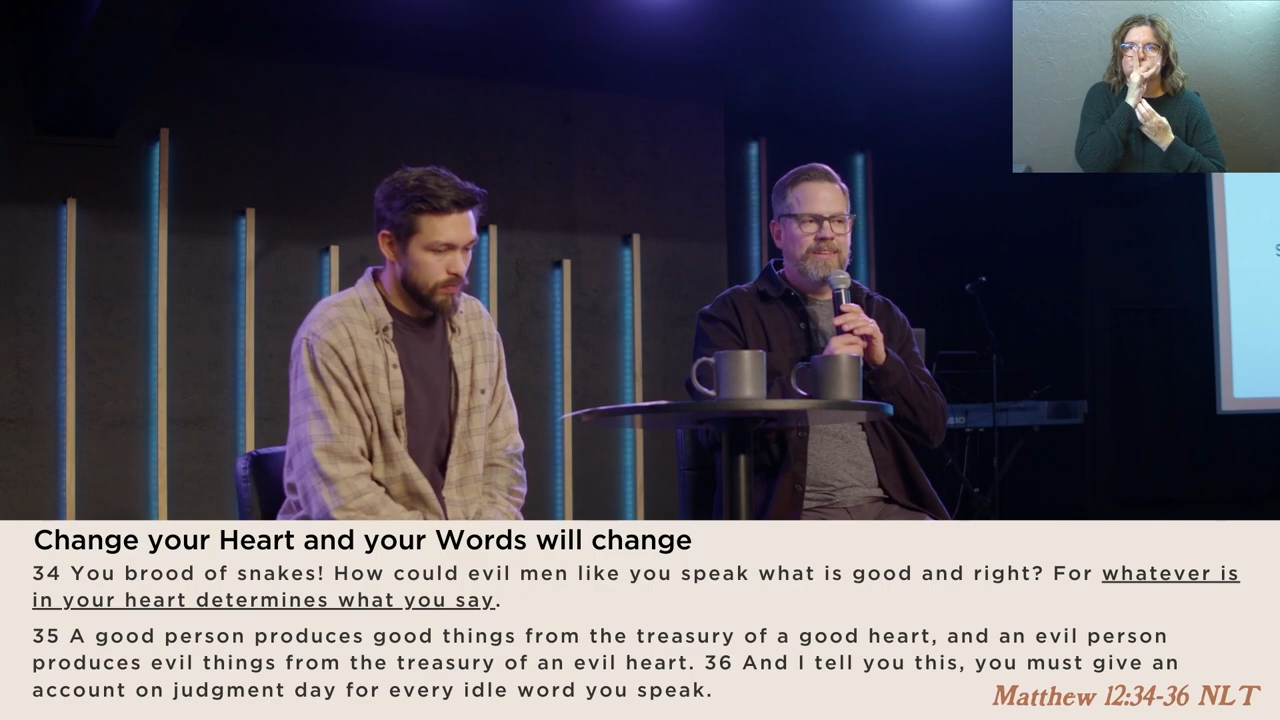 Change your Heart and your Words will change
34 You brood of snakes! How could evil men like you speak what is good and right? For whatever is
in your heart determines what you say.
35 A good person produces good things from the treasury of a good heart, and an evil person
produces evil things from the treasury of an evil heart. 36 And I tell you this, you must give an
account on judgment day for every idle word you speak.
Matthew 12:34-36 NLT